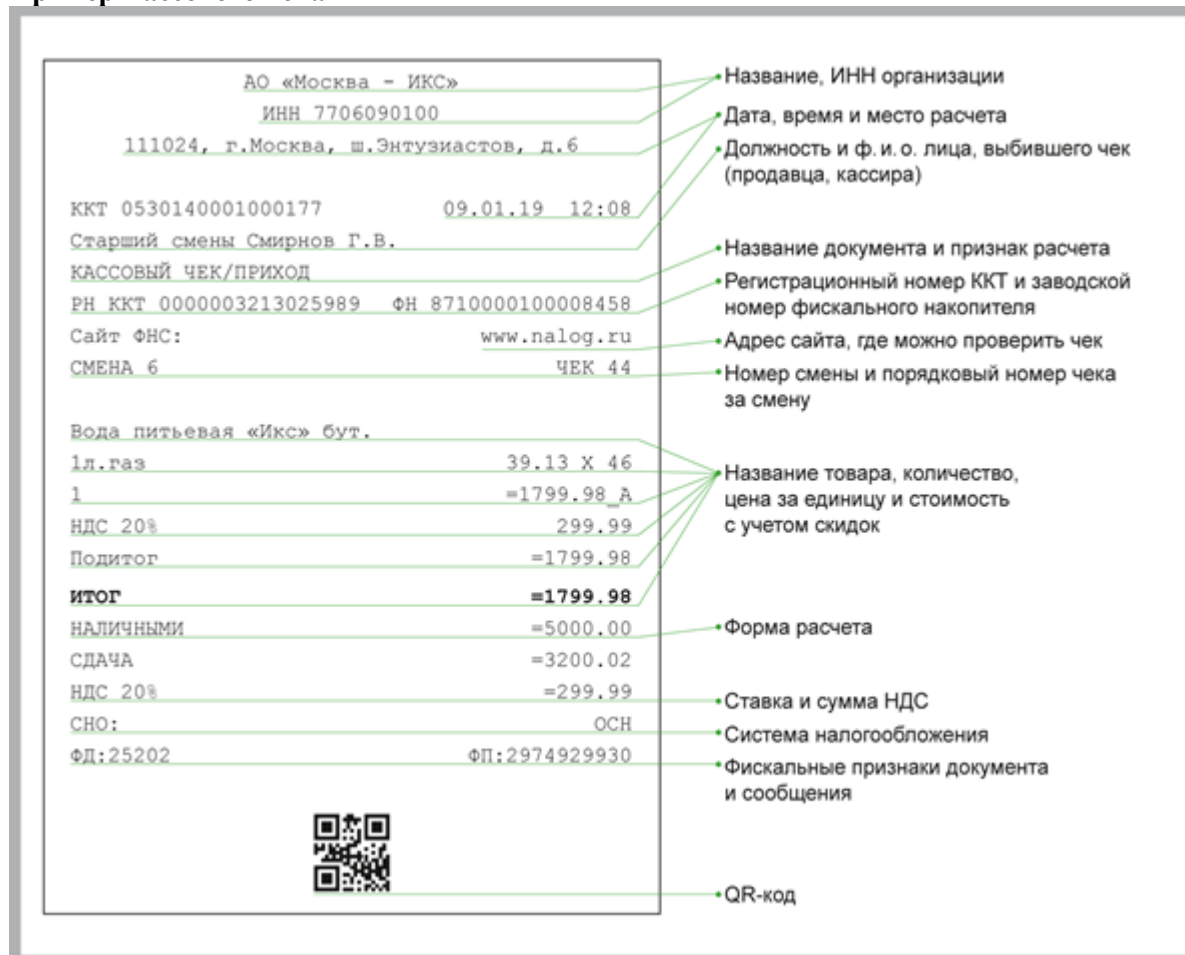 АО «Москва - ИКС»
ИНН 7706090100
111024, г.Москва, ш.Энтузиастов, д.6
ККТ 0530140001000177 09.01.19 12:08
Старший смены Смирнов Г.В.
КАССОВЫЙ ЧЕК/ПРИХОД
РН ККТ 0000003213025989 ФН 8710000100008458
Сайт ФНС: www.nalog.ru
СМЕНА 6 ЧЕК 44
Вода питьевая «Икс» бут.
1л.газ 39.13 X 46
1 =1799.98_А
НДС 20% 299.99
Подитог =1799.98
ИТОГ =1799.98
НАЛИЧНЫМИ =5000.00
СДАЧА =3200.02
НДС 20% =299.99
СНО: ОСН
ФД:25202 ФП:2974929930
Название, ИНН организации
Дата, время и место расчета
Должность и ф. и. о. лица, выбившего чек
(продавца, кассира)
Название документа и признак расчета
Регистрационный номер ККТ и заводской
номер фискального накопителя
Адрес сайта, где можно проверить чек
Номер смены и порядковый номер чека
за смену
Название товара, количество,
цена за единицу и стоимость
с учетом скидок
Форма расчета
Ставка и сумма НДС
Система налогообложения
Фискальные признаки документа
и сообщения
QR-код